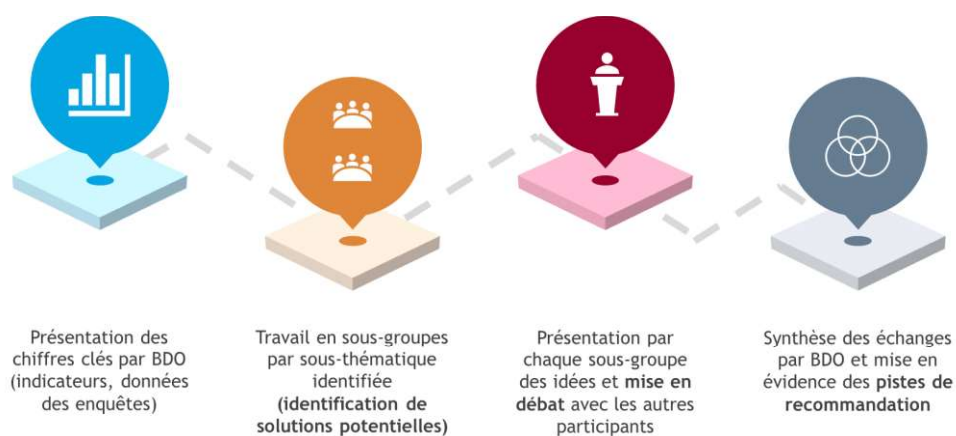 Présentation des
chiffres clés par BDO
(indicateurs, données
des enquêtes)
Travail en sous-groupes
par sous-thématique
identifiée
(identification de
solutions potentielles)
Présentation par
chaque sous-groupe
des idées et mise en
débat avec les autres
participants
Synthèse des échanges
par BDO et mise en
évidence des pistes de
recommandation